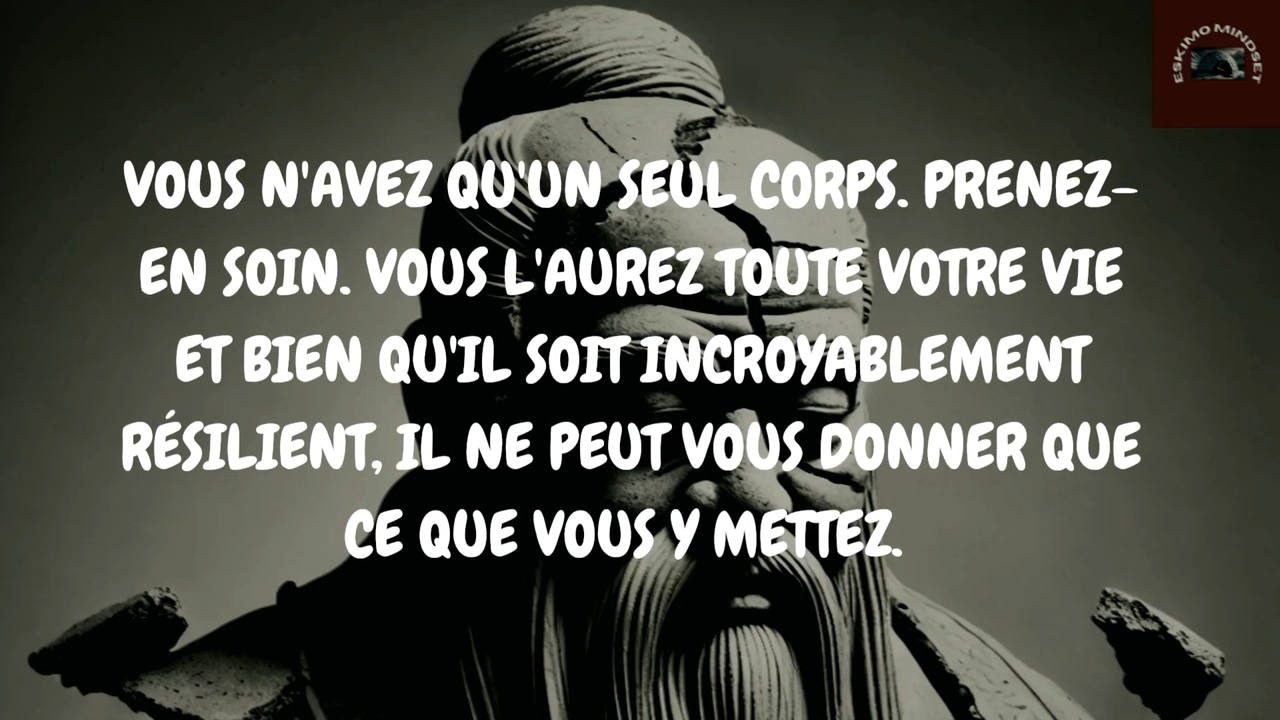 ESKIMO MINDSET
VOUS N'AVEZ QU'UN SEUL CORPS. PRENEZ-
EN SOIN. VOUS L'AUREZ TOUTE VOTRE VIE
ET BIEN QU'IL SOIT INCROYABLEMENT
RÉSILIENT, IL NE PEUT VOUS DONNER QUE
CE QUE VOUS Y METTEZ.